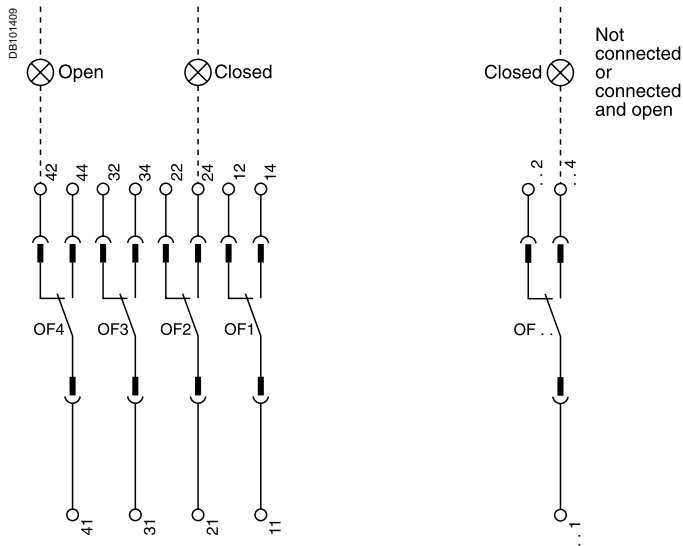 DB101409
Open
Closed
Closed
Not
connected
or
connected
and open
42
44
32
34
22
24
12
14
. . 2
. . 4
OF4
OF3
OF2
OF1
OF . .
41
31
21
11
. . 1